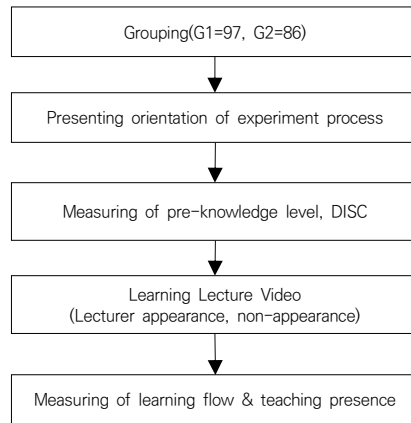 Grouping(G1=97, G2=86)
Presenting orientation of experiment process
Measuring of pre-knowledge level, DISC
Learning Lecture Video
(Lecturer appearance, non-appearance)
Measuring of learning flow & teaching presence